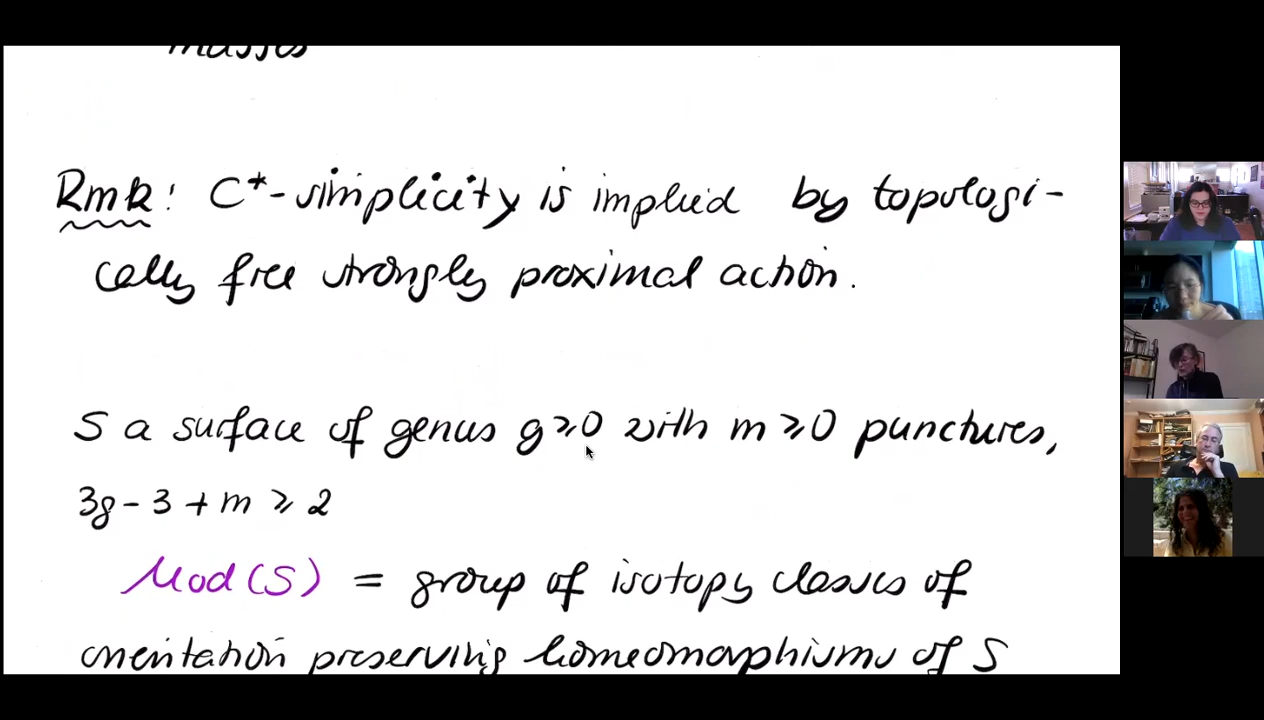 masses
Rmk: C*-simplicity is implied by topologi-
cally free strongly proximal action.
S a surface of genus g≥0 with m≥0 punctures,
3g-3+m ≥ 2
Mod(S) = group of isotopy classes of
orientation preserving homeomorphisms of S